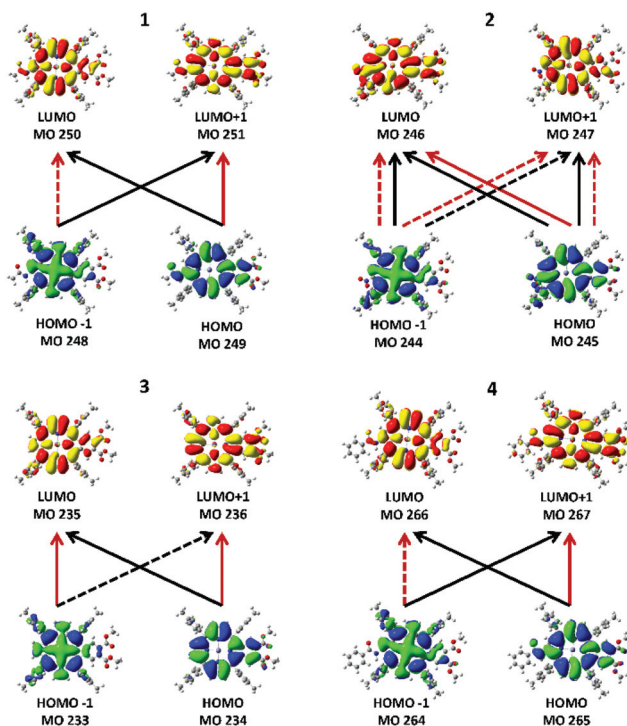 1 2
LUMO LUMO+1 LUMO LUMO+1
MO 250 MO 251 MO 246 MO 247
HOMO -1 HOMO HOMO -1 HOMO
MO 248 MO 249 MO 244 MO 245
3 4
LUMO LUMO+1 LUMO LUMO+1
MO 235 MO 236 MO 266 MO 267
HOMO -1 HOMO HOMO -1 HOMO
MO 233 MO 234 MO 264 MO 265